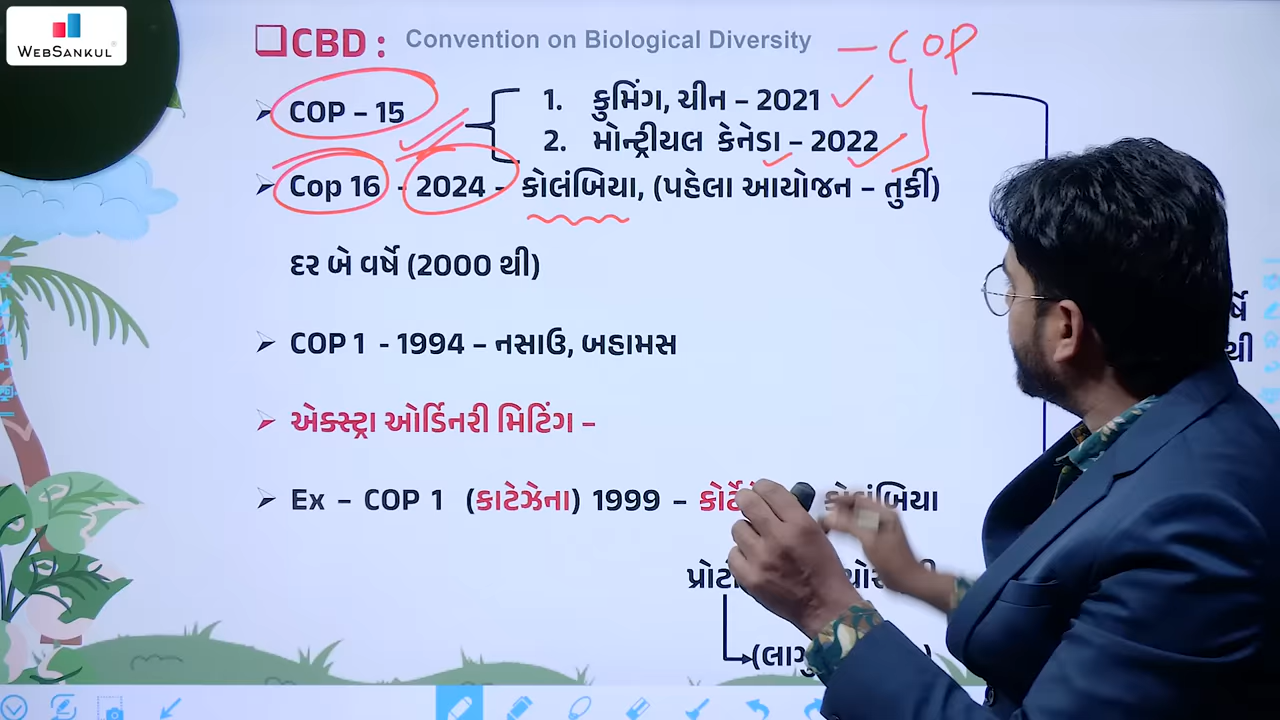 WEBSANKUL
CBD : Convention on Biological Diversity – COP
COP – 15
1. કુમિંગ, ચીન – 2021
2. મોન્ટ્રીયલ કેનેડા – 2022
Cop 16 - 2024 - કોલંબિયા, (પહેલા આયોજન – તુર્કી)
દર બે વર્ષે (2000 થી)
COP 1 - 1994 – નસાઉ, બહામસ
એક્સ્ટ્રા ઓર્ડિનરી મિટિંગ –
Ex – COP 1 (કાટેઝેના) 1999 –